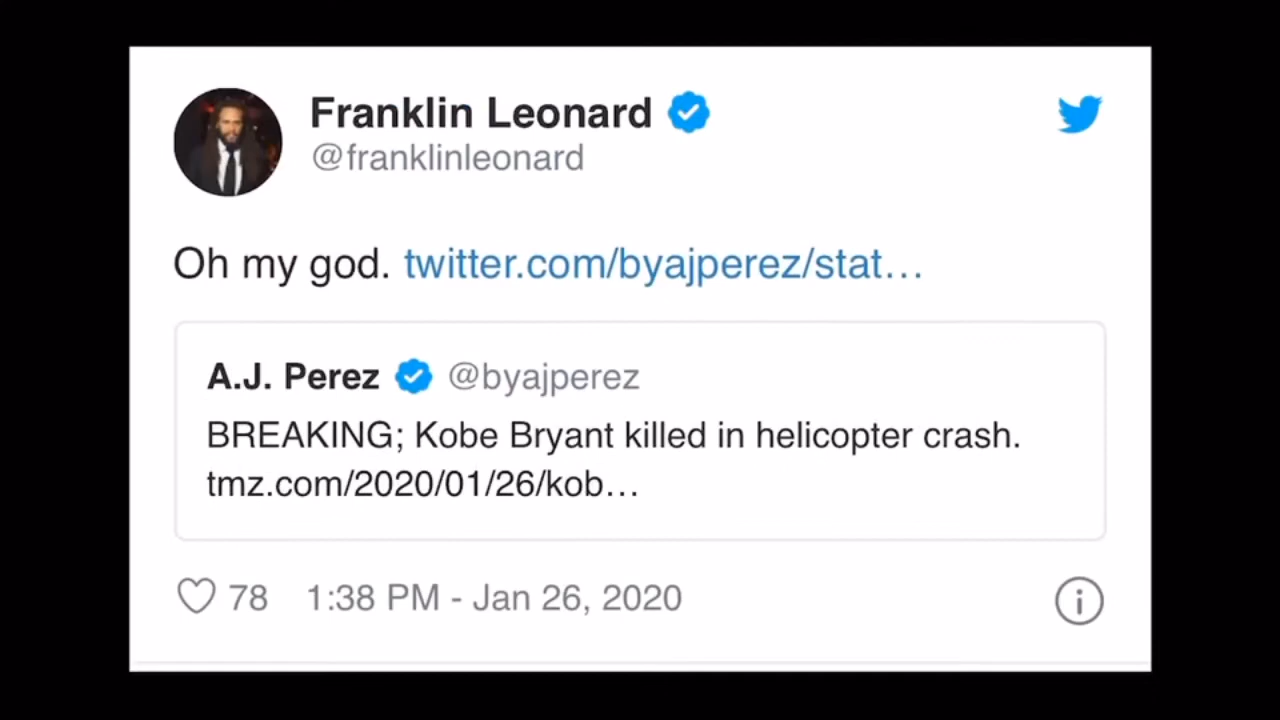 Franklin Leonard
@franklinleonard
Oh my god. twitter.com/byajperez/stat…
A.J. Perez @byajperez
BREAKING; Kobe Bryant killed in helicopter crash.
tmz.com/2020/01/26/kob…
78 1:38 PM - Jan 26, 2020